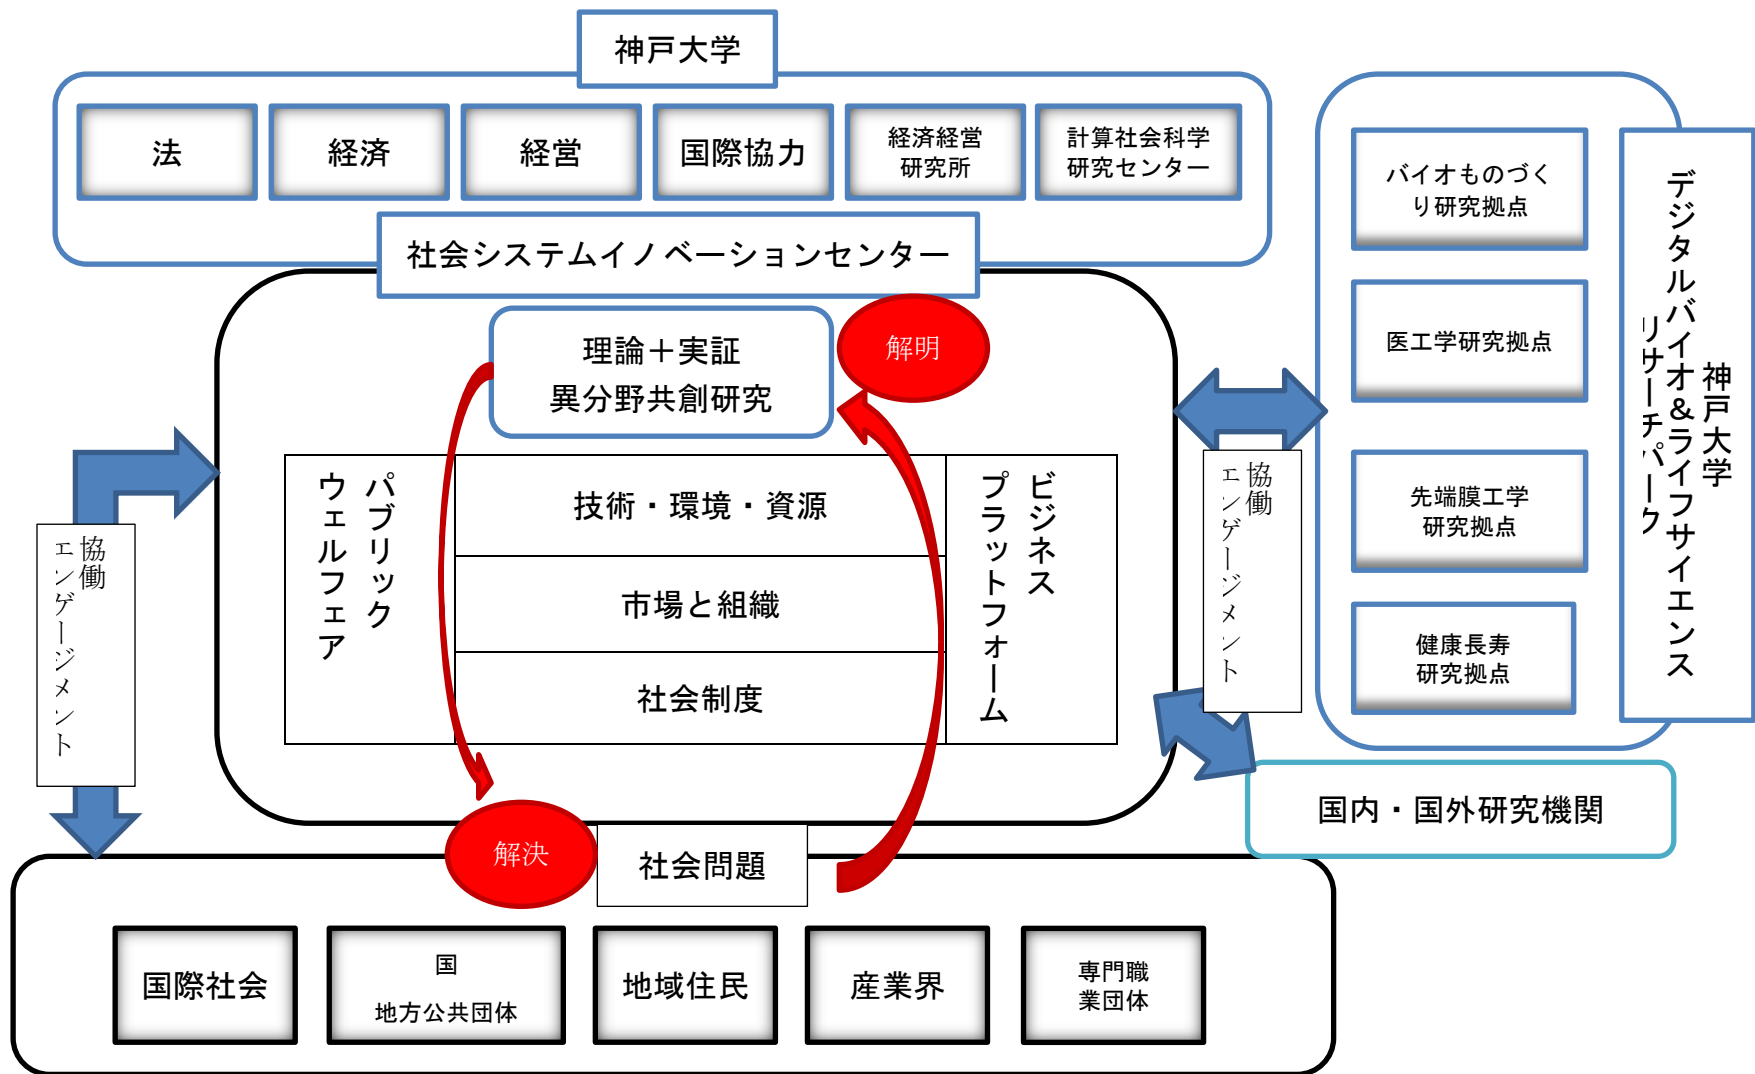 神戸大学
法
経済
経営
国際協力
経済経営
研究所
計算社会科学
研究センター
社会システムイノベーションセンター
理論＋実証
異分野共創研究
解明
パブリック
ウェルフェア
技術・環境・資源
市場と組織
社会制度
ビジネス
プラットフォーム
協働
エンゲージメント
協働
エンゲージメント
バイオものづく
り研究拠点
医工学研究拠点
先端膜工学
研究拠点
健康長寿
研究拠点
神戸大学
デジタルバイオ＆ライフサイエンス
リサーチパーク
国内・国外研究機関
解決
社会問題
国際社会
国
地方公共団体
地域住民
産業界
専門職
業団体